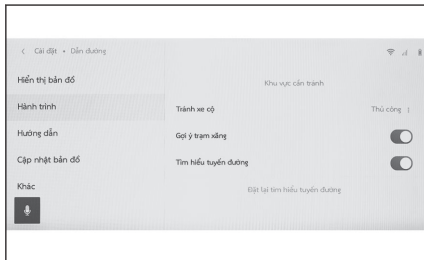 < Cài đặt • Dẫn đường
Hiển thị bản đồ
Hành trình
Hướng dẫn
Cập nhật bản đồ
Khác
Khu vực cần tránh
Tránh xe cộ Thủ công
Gợi ý trạm xăng
Tìm hiểu tuyến đường
Đặt lại tìm hiểu tuyến đường